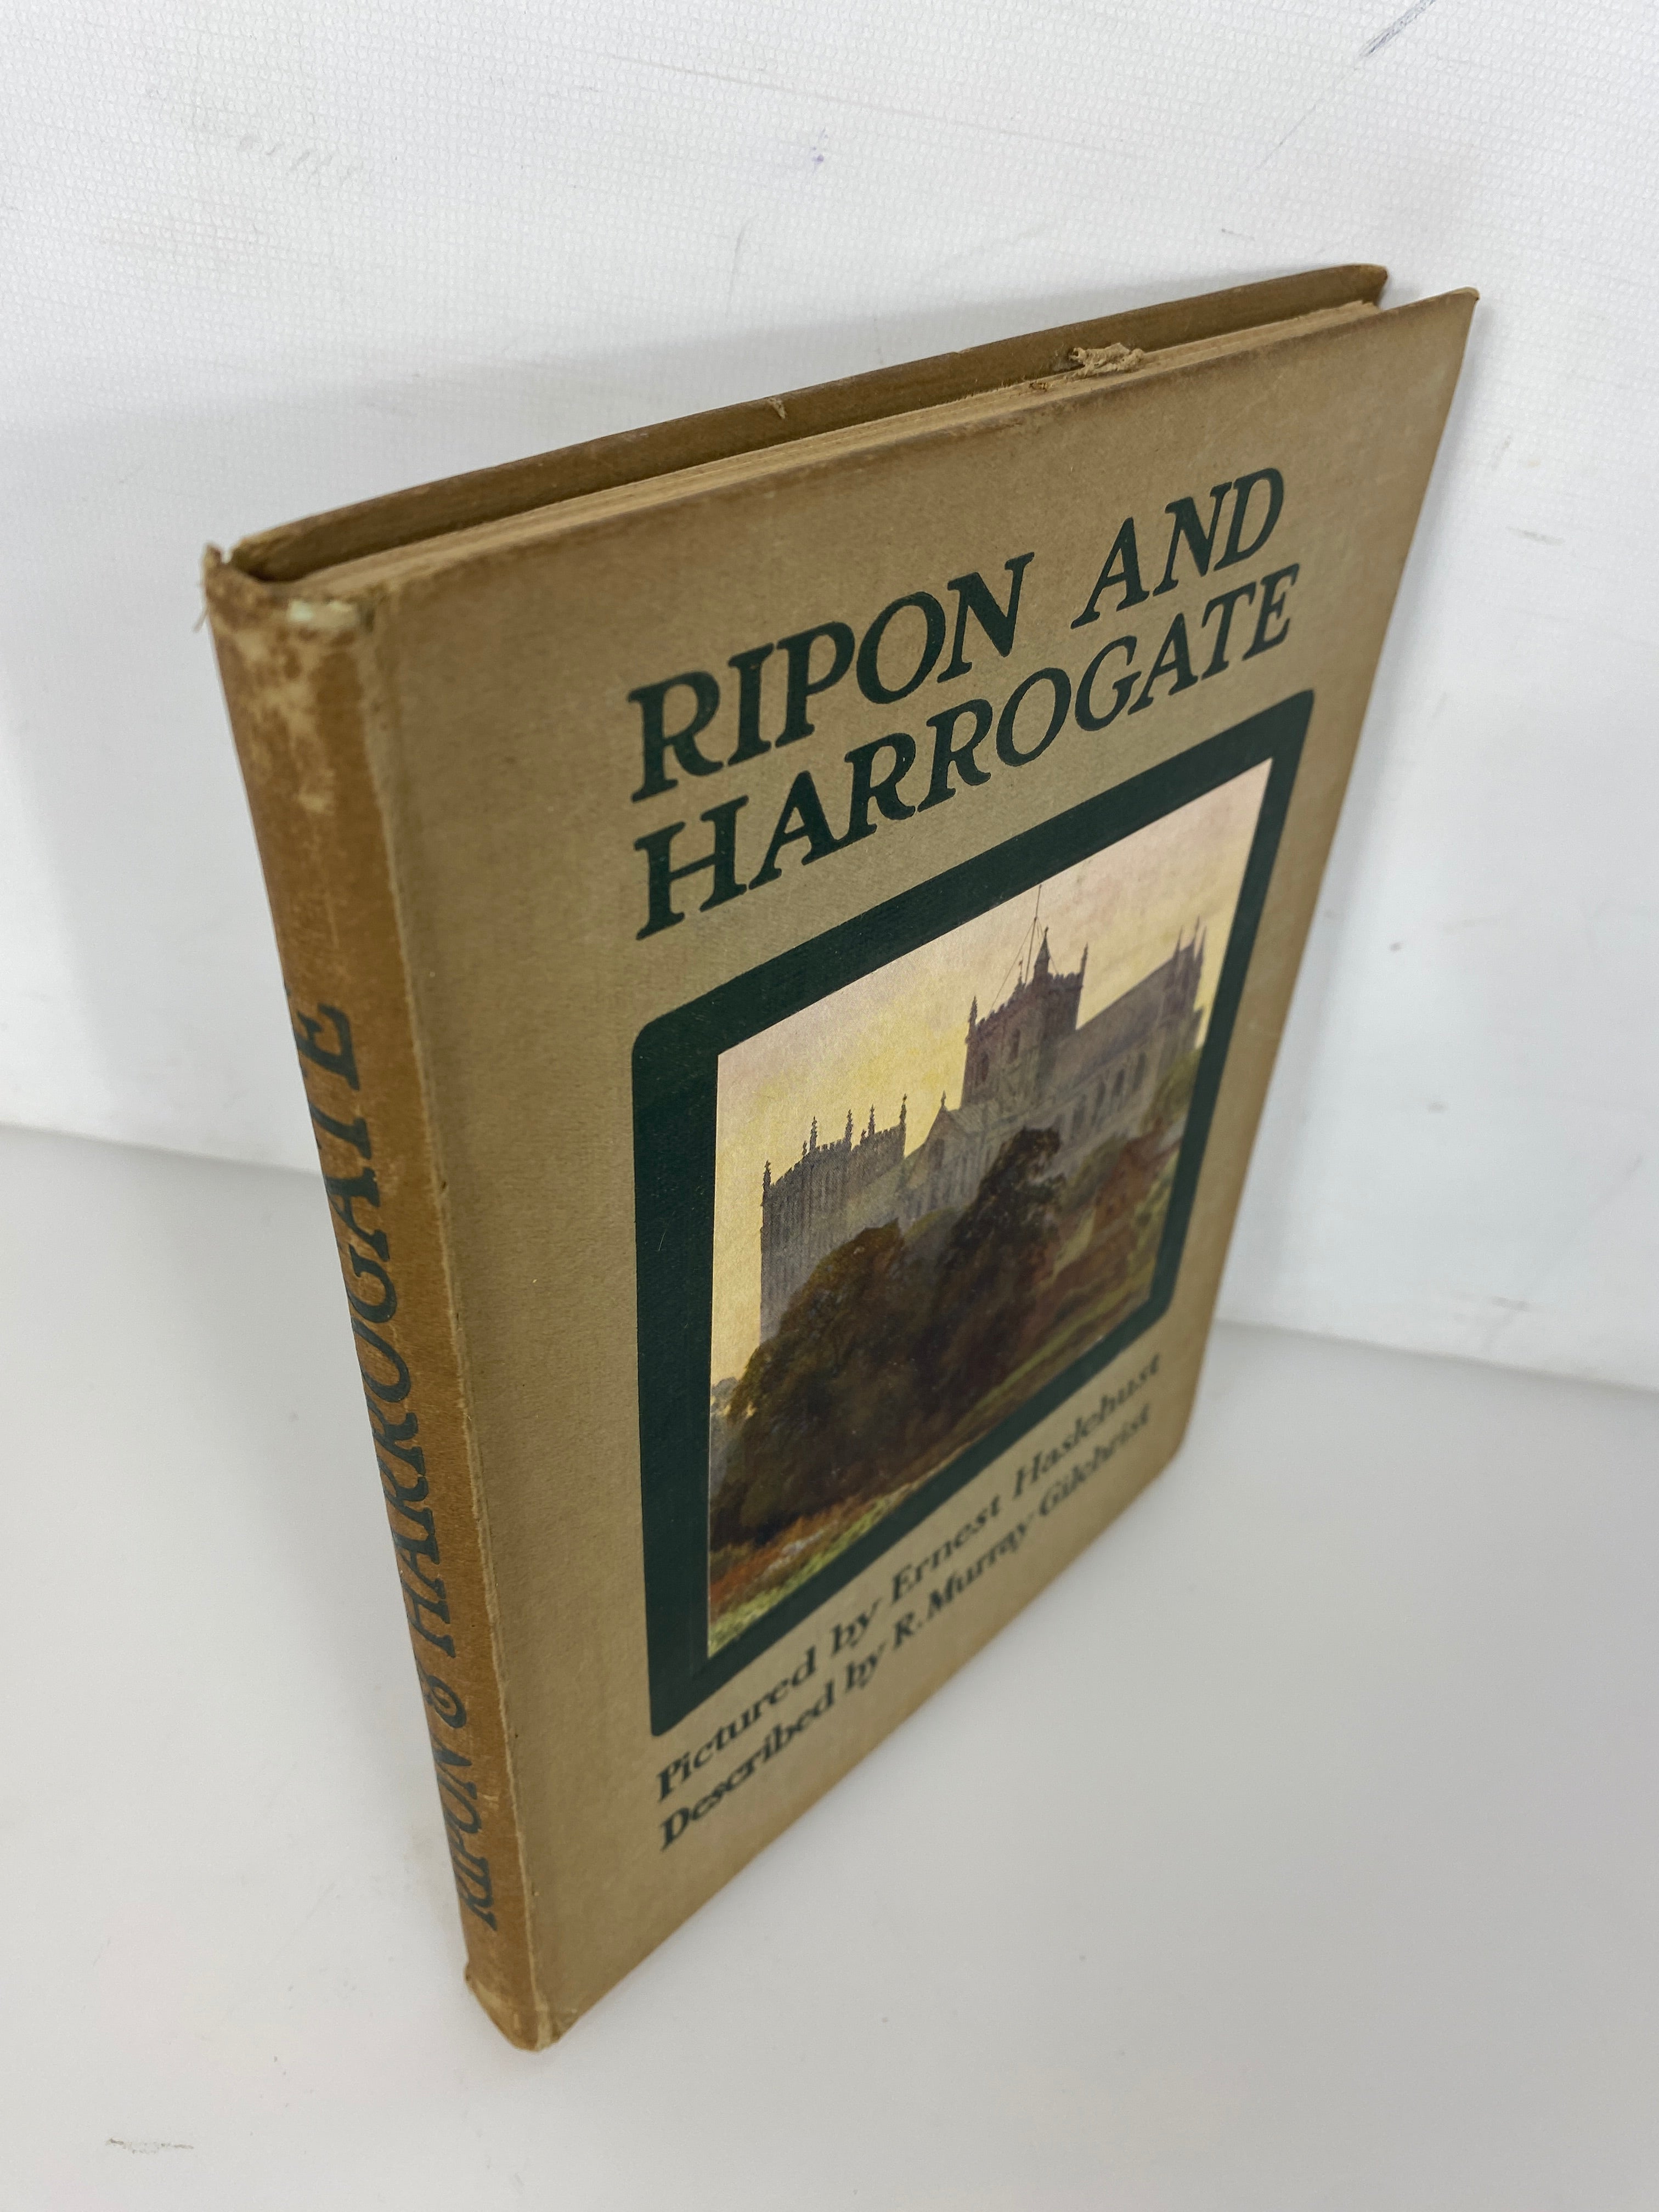 RIPON AND
HARROGATE
Pictured by Ernest Haslehust
Described by R. Murray Gilchrist
RIPON & HARROGATE